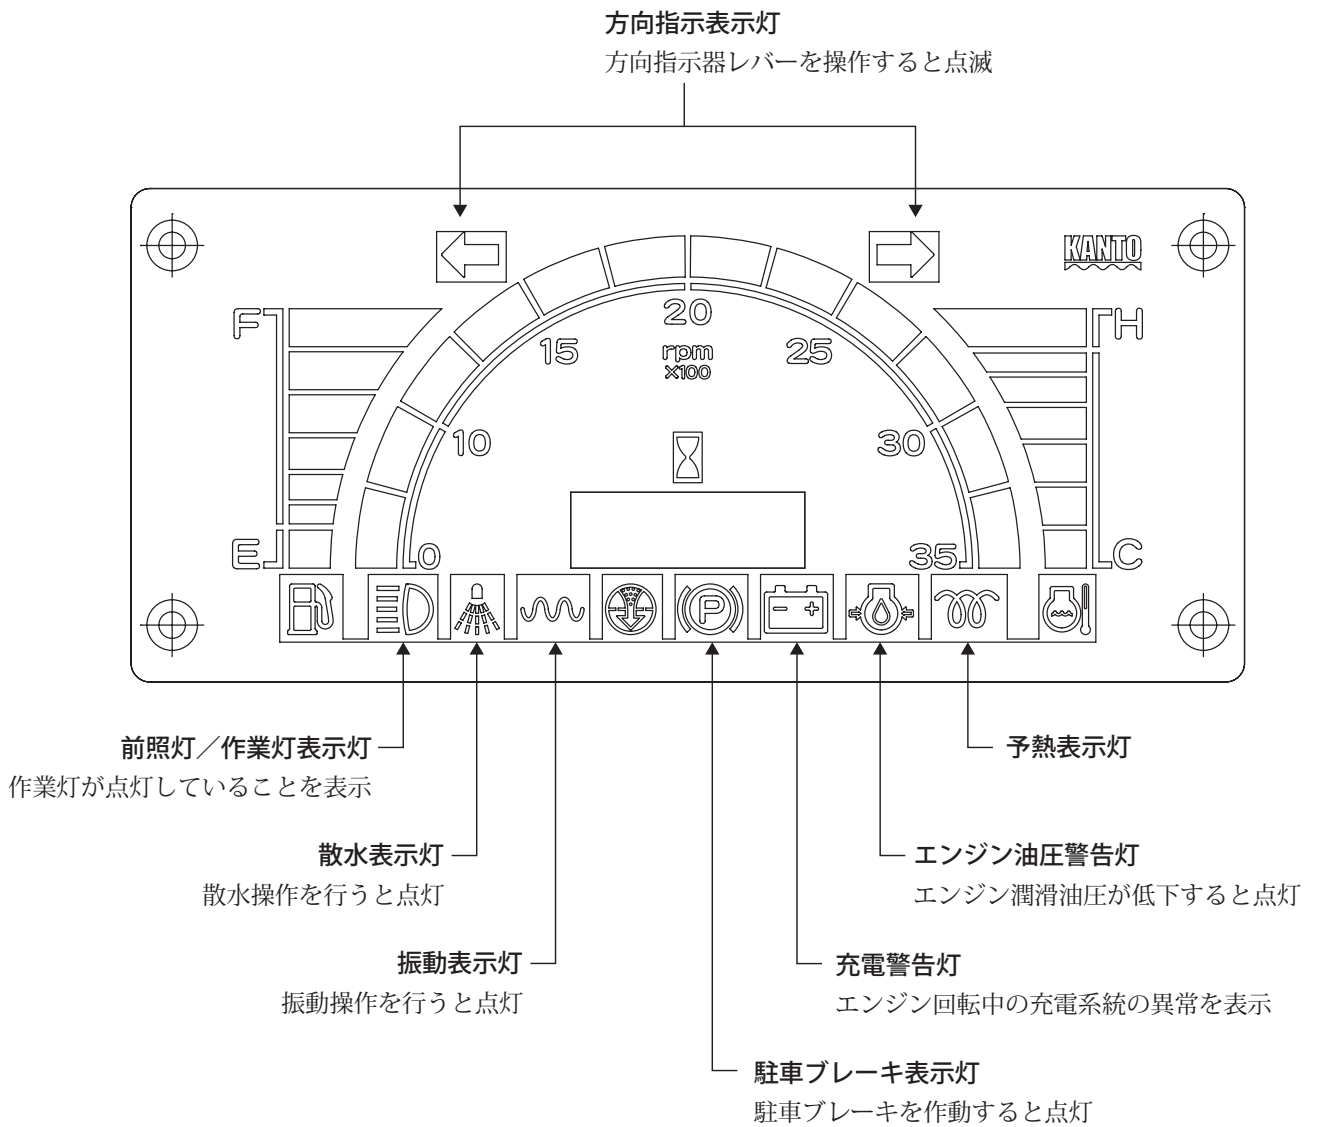 方向指示表示灯
方向指示器レバーを操作すると点滅
KANTO
F
H
20
15
rpm
25
×100
10
30
E
0
35
C
P
前照灯／作業灯表示灯
作業灯が点灯していることを表示
予熱表示灯
散水表示灯
散水操作を行うと点灯
エンジン油圧警告灯
エンジン潤滑油圧が低下すると点灯
振動表示灯
振動操作を行うと点灯
充電警告灯
エンジン回転中の充電系統の異常を表示
駐車ブレーキ表示灯
駐車ブレーキを作動すると点灯